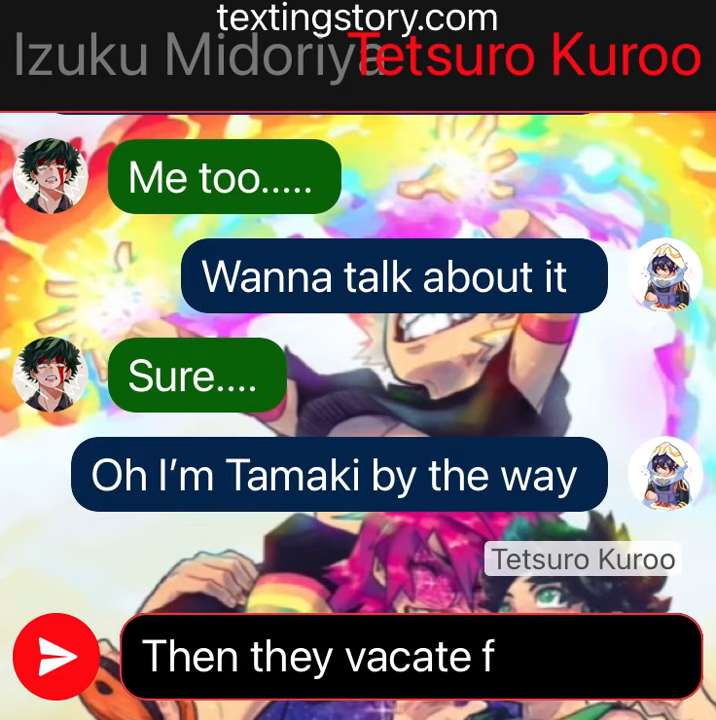 textingstory.com
Izuku Midoriya Tetsuro Kuroo
Me too.....
Wanna talk about it
Sure....
Oh I’m Tamaki by the way
Tetsuro Kuroo
Then they vacate f